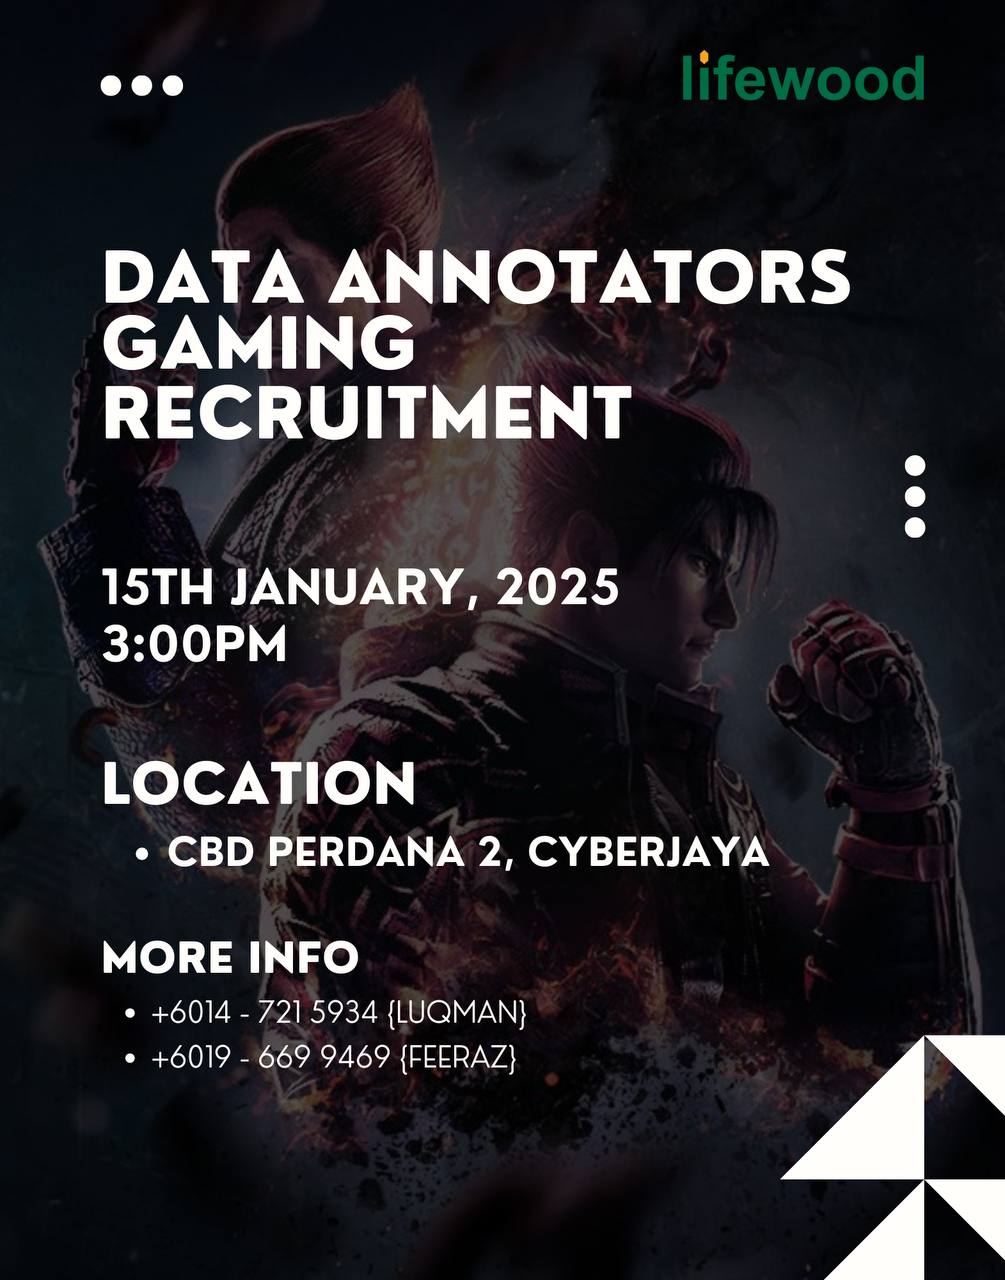 lifewood
DATA ANNOTATORS
GAMING
RECRUITMENT
15TH JANUARY, 2025
3:00PM
LOCATION
• CBD PERDANA 2, CYBERJAYA
MORE INFO
• +6014 - 721 5934 {LUQMAN}
• +6019 - 669 9469 {FEERAZ}